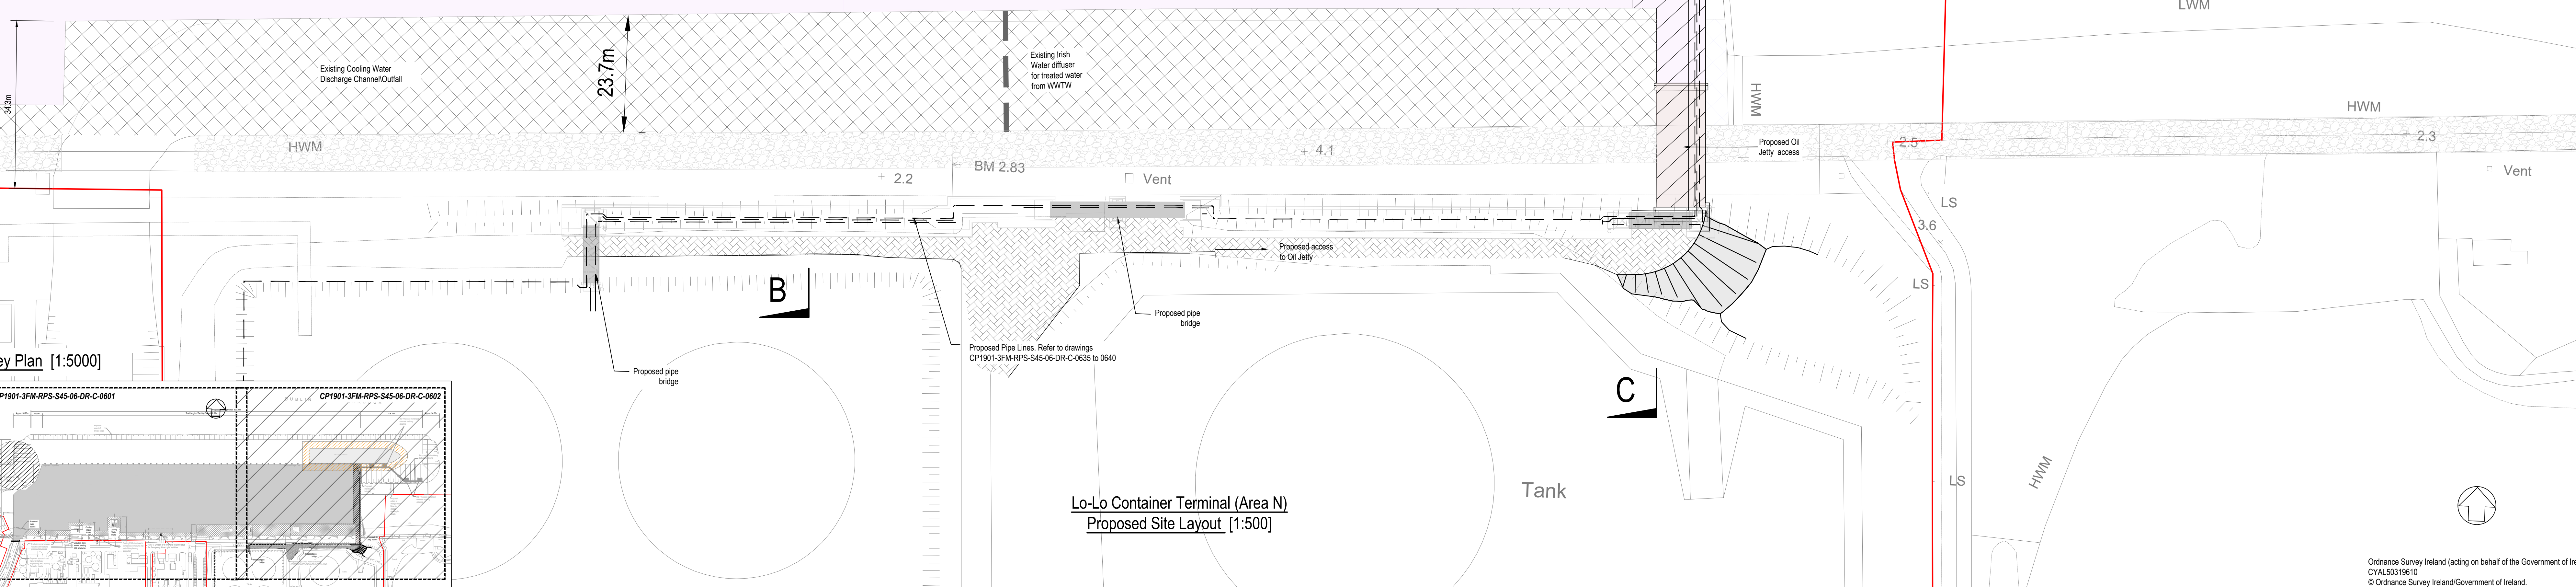 LWM
34.3m
23.7m
Existing Cooling Water
Discharge Channel\Outfall
Existing Irish
Water diffuser
for treated water
from WWTW
HWM
HWM
HWM
BM 2.83
2.2
4.1
Vent
Proposed Oil
Jetty access
2.5
2.3
Vent
LS
3.6
LS
Proposed access
to Oil Jetty
B
Proposed pipe
bridge
Proposed Pipe Lines. Refer to drawings
CP1901-3FM-RPS-S45-06-DR-C-0635 to 0640
Proposed pipe
bridge
C
ey Plan [1:5000]
P1901-3FM-RPS-S45-06-DR-C-0601
CP1901-3FM-RPS-S45-06-DR-C-0602
Tank
HWM
LS
Lo-Lo Container Terminal (Area N)
Proposed Site Layout [1:500]
Ordnance Survey Ireland (acting on behalf of the Government of Ire
CYAL50319610
© Ordnance Survey Ireland/Government of Ireland.